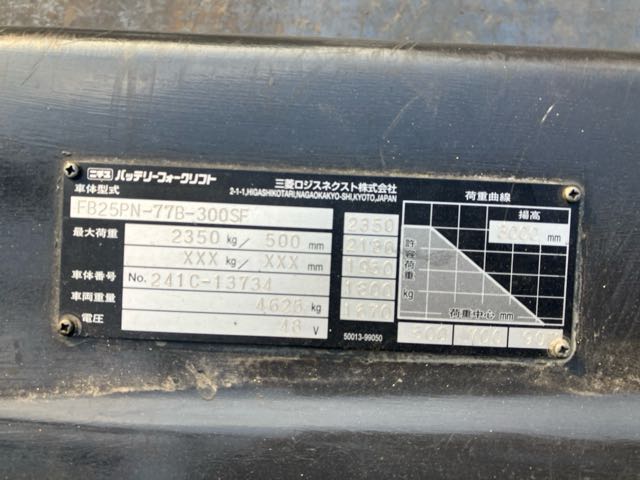 ニチユ バッテリーフォークリフト
三菱ロジスネクスト株式会社
2-1-1,HIGASHIKOTARI,NAGAOKAKYO-SHI,KYOTO,JAPAN
車体型式
FB25PN-77B-300SF
最大荷重 2350 kg/ 500 mm
XXX kg/ XXX mm
車体番号 No. 241C-13734
車両重量 4625 kg
電圧 48 V
50013-99050
荷重曲線
揚高
3000 mm
2350
1950
1800
1670
許容荷重 kg
荷重中心 mm